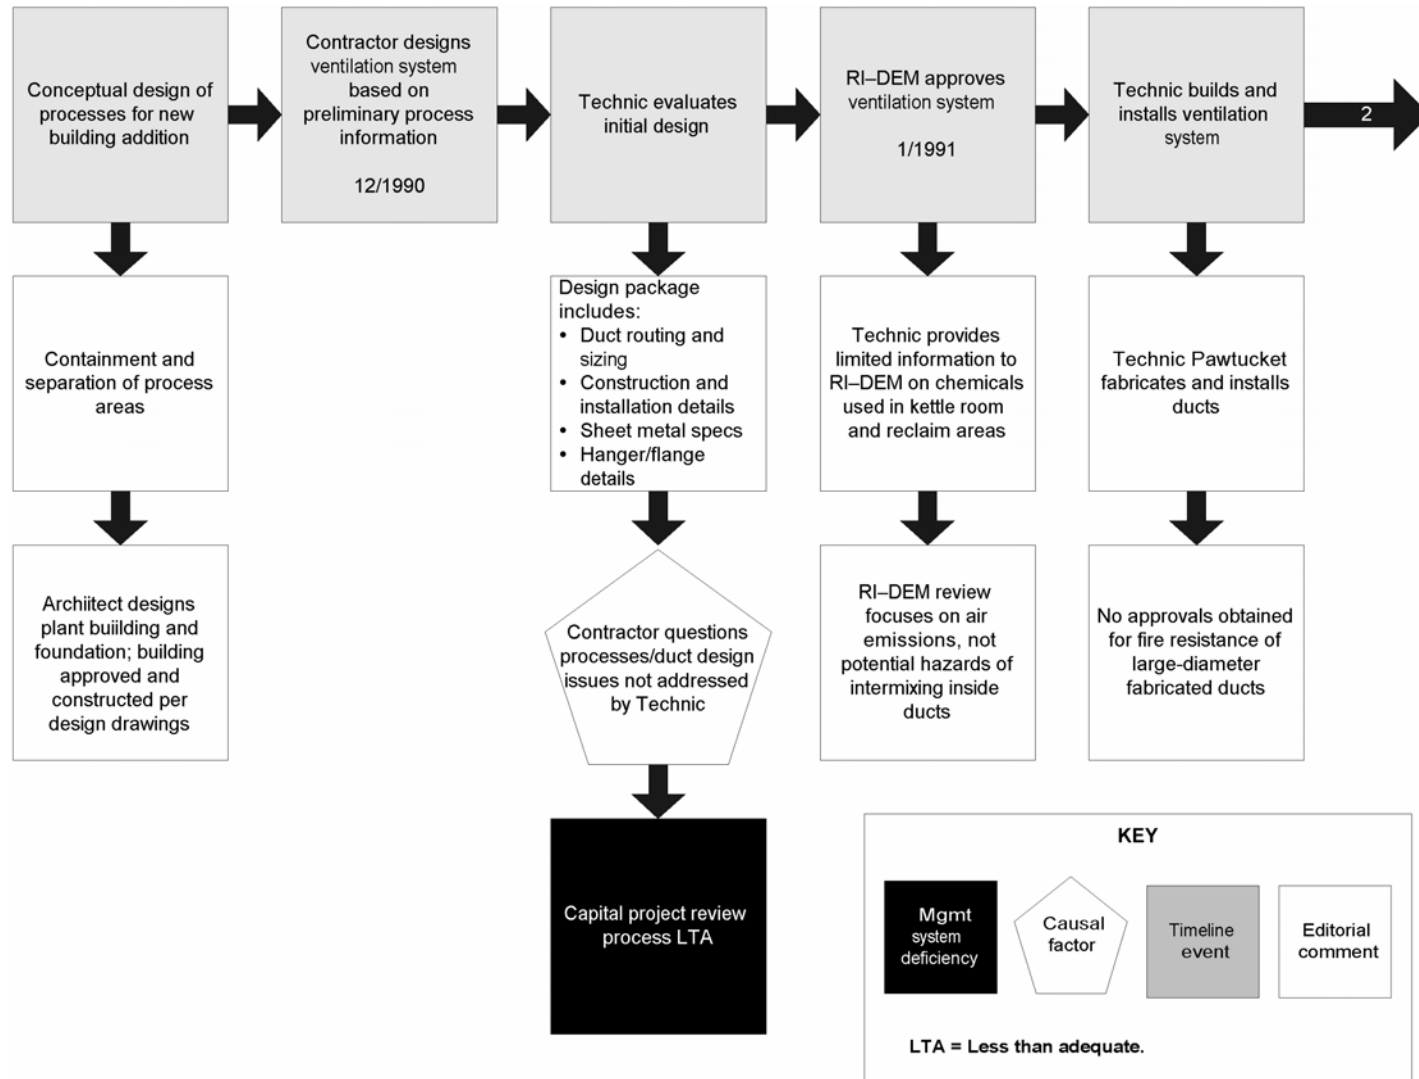 Conceptual design of
processes for new
building addition
Contractor designs
ventilation system
based on
preliminary process
information
12/1990
Technic evaluates
initial design
RI–DEM approves
ventilation system
1/1991
Technic builds and
installs ventilation
system
2
Containment and
separation of process
areas
Design package
includes:
• Duct routing and
sizing
• Construction and
installation details
• Sheet metal specs
• Hanger/flange
details
Technic provides
limited information to
RI–DEM on chemicals
used in kettle room
and reclaim areas
Technic Pawtucket
fabricates and installs
ducts
Archiitect designs
plant buiilding and
foundation; building
approved and
constructed per
design drawings
Contractor questions
processes/duct design
issues not addressed
by Technic
RI–DEM review
focuses on air
emissions, not
potential hazards of
intermixing inside
ducts
No approvals obtained
for fire resistance of
large-diameter
fabricated ducts
Capital project review
process LTA
KEY
Mgmt
system
deficiency
Causal
factor
Timeline
event
Editorial
comment
LTA = Less than adequate.